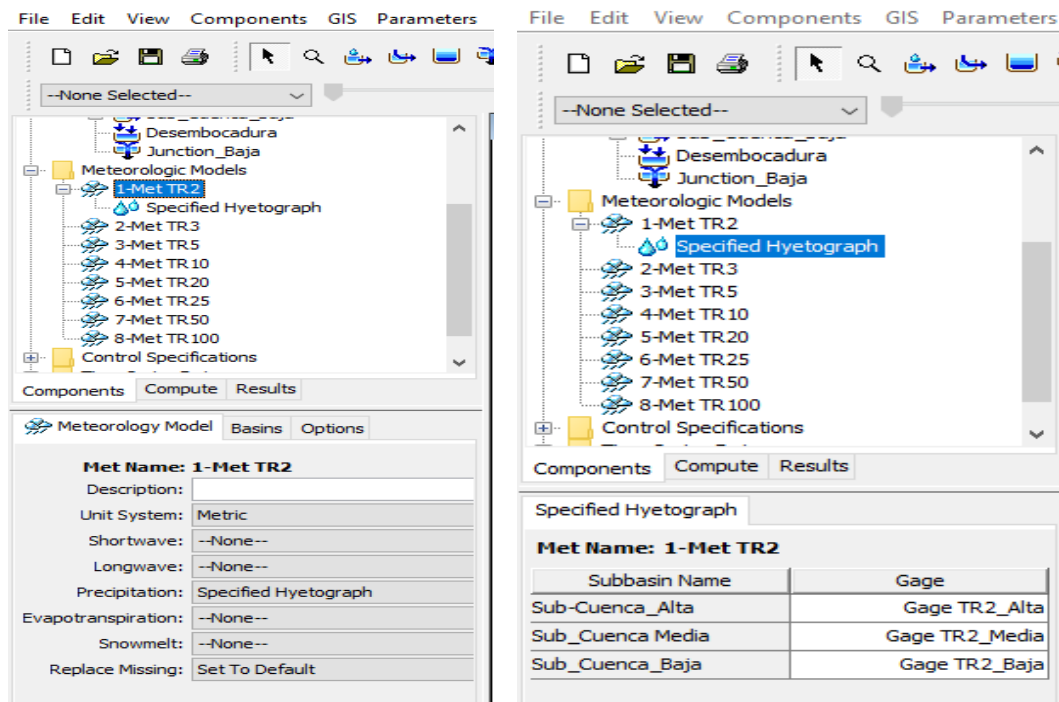 File Edit View Components GIS Parameters
--None Selected--
Desembocadura
Junction_Baja
Meteorologic Models
1-Met TR2
Specified Hyetograph
2-Met TR3
3-Met TR5
4-Met TR10
5-Met TR20
6-Met TR25
7-Met TR50
8-Met TR100
Control Specifications
Components Compute Results
Meteorology Model Basins Options
Met Name: 1-Met TR2
Description:
Unit System: Metric
Shortwave: --None--
Longwave: --None--
Precipitation: Specified Hyetograph
Evapotranspiration: --None--
Snowmelt: --None--
Replace Missing: Set To Default
File Edit View Components GIS Parameters
--None Selected--
Desembocadura
Junction_Baja
Meteorologic Models
1-Met TR2
Specified Hyetograph
2-Met TR3
3-Met TR5
4-Met TR10
5-Met TR20
6-Met TR25
7-Met TR50
8-Met TR100
Control Specifications
Components Compute Results
Specified Hyetograph
Met Name: 1-Met TR2
Subbasin Name Gage
Sub-Cuenca_Alta Gage TR2_Alta
Sub_Cuenca Media Gage TR2_Media
Sub_Cuenca_Baja Gage TR2_Baja